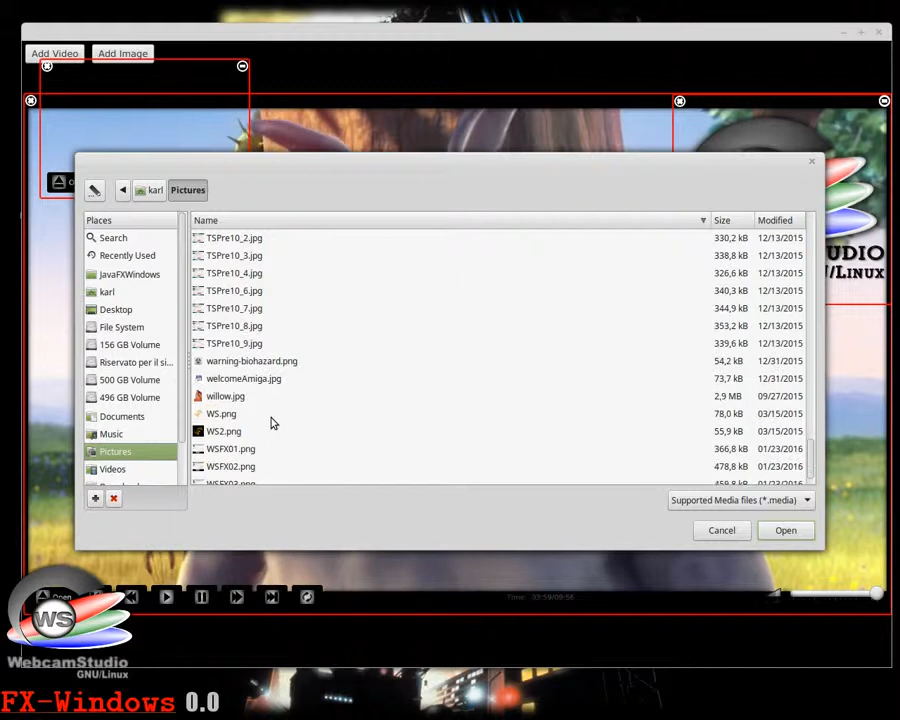 Add Video Add Image
karl Pictures
Places Name Size Modified
Search TSPre10_2.jpg 330,2 kB 12/13/2015
Recently Used TSPre10_3.jpg 338,8 kB 12/13/2015
JavaFXWindows TSPre10_4.jpg 326,6 kB 12/13/2015
karl TSPre10_6.jpg 340,3 kB 12/13/2015
Desktop TSPre10_7.jpg 344,9 kB 12/13/2015
File System TSPre10_8.jpg 353,2 kB 12/13/2015
156 GB Volume TSPre10_9.jpg 339,6 kB 12/13/2015
Riservato per il si... warning-biohazard.png 54,2 kB 12/31/2015
500 GB Volume welcomeAmiga.jpg 73,7 kB 12/31/2015
496 GB Volume willow.jpg 2,9 MB 09/27/2015
Documents WS.png 78,0 kB 03/15/2015
Music WS2.png 55,9 kB 03/15/2015
Pictures WSFX01.png 366,8 kB 01/23/2016
Videos WSFX02.png 478,8 kB 01/23/2016
WSFX03.png 459,8 kB 01/23/2016
Supported Media files (*.media)
Cancel Open
UDIO
/LINUX
Open
Time: 03:59/09:56
WS
WebcamStudio
GNU/Linux
FX-Windows 0.0